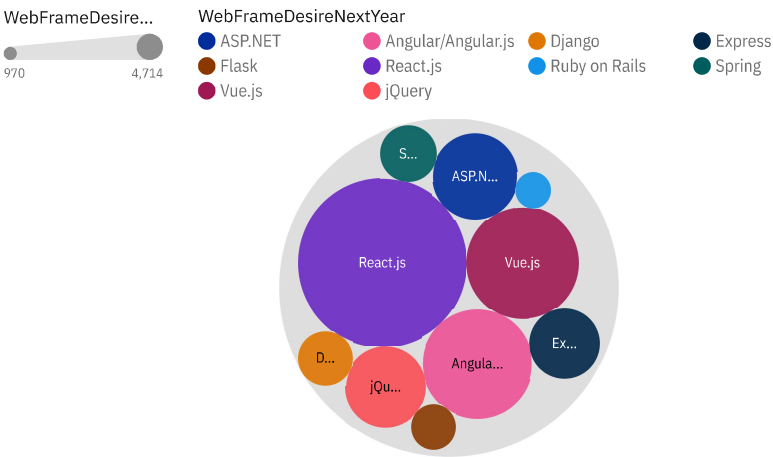 WebFrameDesire...
970
4,714
WebFrameDesireNextYear
ASP.NET
Angular/Angular.js
Django
Express
Flask
React.js
Ruby on Rails
Spring
Vue.js
jQuery
S...
ASP.N...
React.js
Vue.js
Ex...
D...
Angula...
jQu...